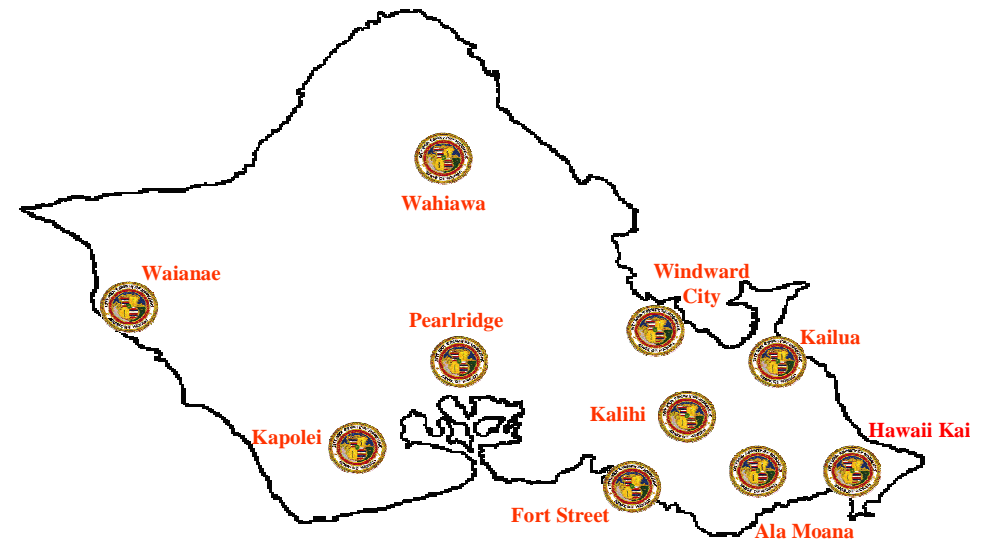 Wahiawa
Waianae
Windward
City
Pearlridge
Kailua
Kalihi
Kapolei
Hawaii Kai
Fort Street
Ala Moana